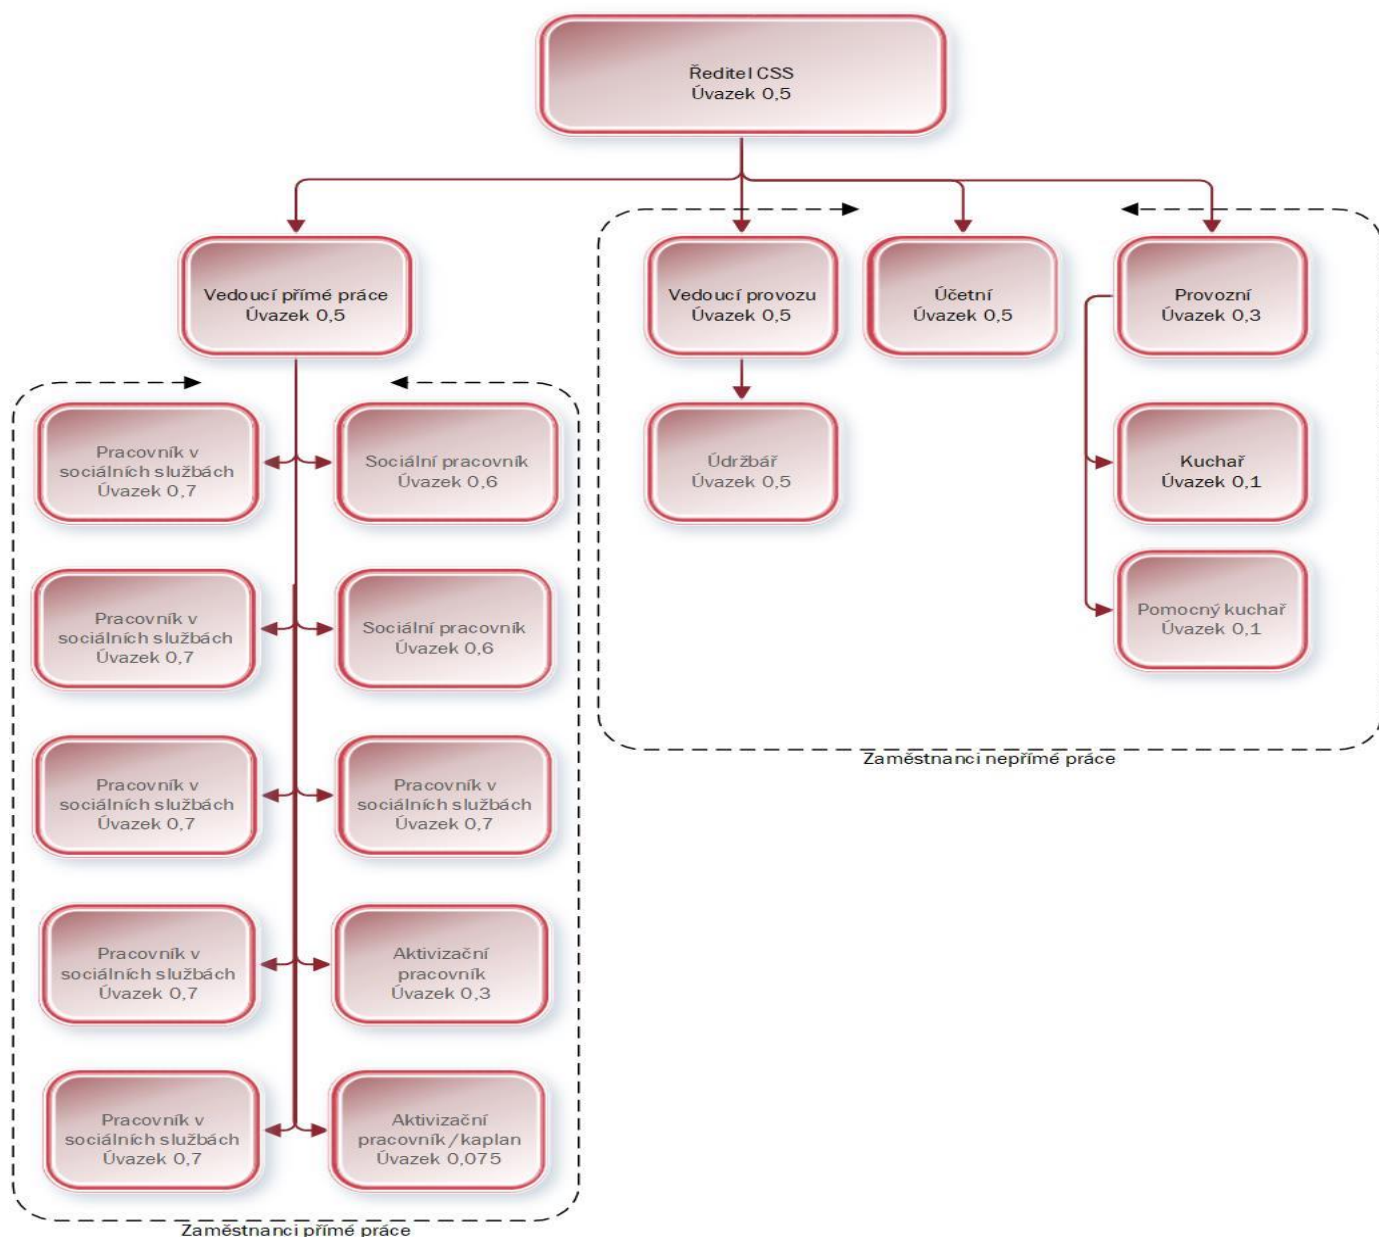 Ředitel CSS
Úvazek 0,5
Vedoucí přímé práce
Úvazek 0,5
Vedoucí provozu
Úvazek 0,5
Účetní
Úvazek 0,5
Provozní
Úvazek 0,3
Pracovník v
sociálních službách
Úvazek 0,7
Sociální pracovník
Úvazek 0,6
Údržbář
Úvazek 0,5
Kuchař
Úvazek 0,1
Pracovník v
sociálních službách
Úvazek 0,7
Sociální pracovník
Úvazek 0,6
Pomocný kuchař
Úvazek 0,1
Zaměstnanci nepřímé práce
Pracovník v
sociálních službách
Úvazek 0,7
Pracovník v
sociálních službách
Úvazek 0,7
Pracovník v
sociálních službách
Úvazek 0,7
Aktivizační
pracovník
Úvazek 0,3
Pracovník v
sociálních službách
Úvazek 0,7
Aktivizační
pracovník/kaplan
Úvazek 0,075
Zaměstnanci přímé práce